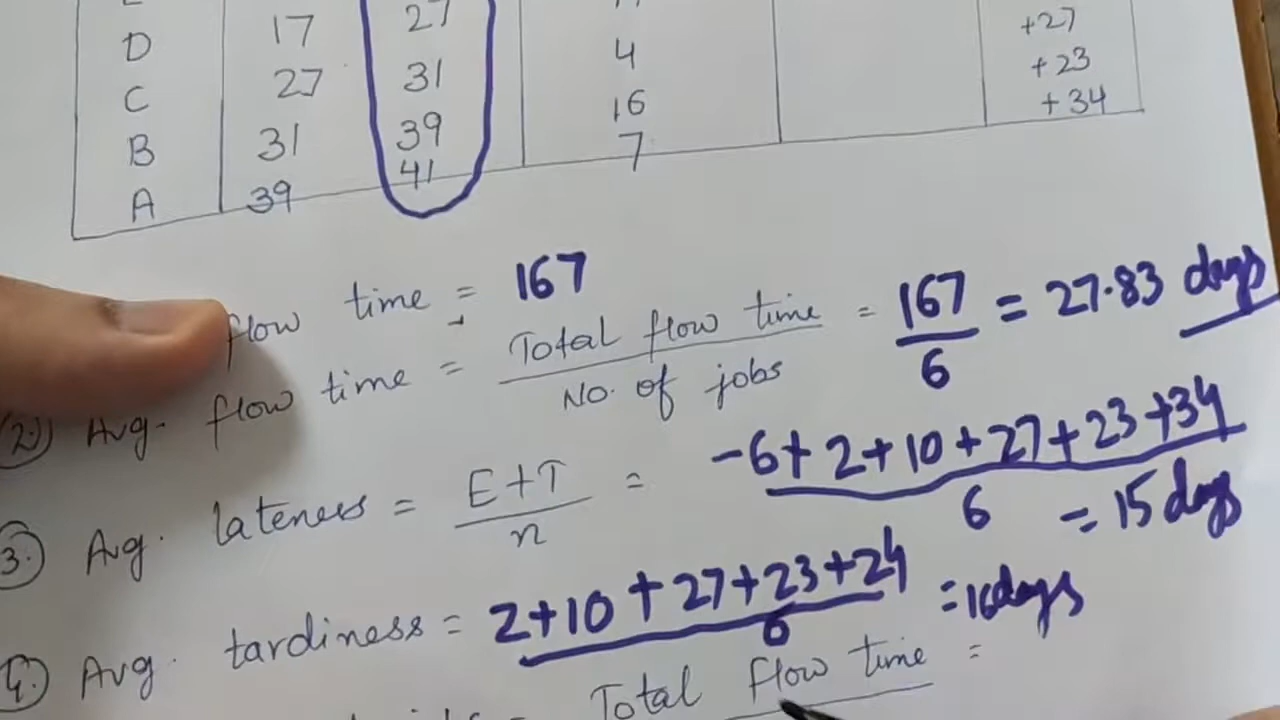 27 +27
D 17 31 4 +23
C 27 39 16 +34
B 31 41 7
A 39
flow time = 167
(2.) Avg. flow time = Total flow time / No. of jobs = 167 / 6 = 27.83 days
(3.) Avg. lateness = E+T / n = -6+2+10+27+23+34 / 6 = 15 days
(4.) Avg. tardiness = 2+10+27+23+24 / 6 = 16 days
Total flow time =